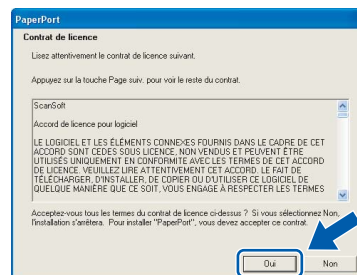 PaperPort
Contrat de licence
Lisez attentivement le contrat de licence suivant.
Appuyez sur la touche Page suiv. pour voir le reste du contrat.
ScanSoft
Accord de licence pour logiciel
LE LOGICIEL ET LES ÉLÉMENTS CONNEXES FOURNIS DANS LE CADRE DE CET
ACCORD SONT CEDES SOUS LICENCE, NON VENDUS ET PEUVENT ÊTRE
UTILISÉS UNIQUEMENT EN CONFORMITE AVEC LES TERMES DE CET ACCORD
DE LICENCE. VEUILLEZ LIRE ATTENTIVEMENT CET ACCORD. LE FAIT DE
TÉLÉCHARGER, D'INSTALLER, DE COPIER OU D'UTILISER CE LOGICIEL DE
QUELQUE MANIÈRE QUE CE SOIT, VOUS ENGAGE À RESPECTER LES TERMES
Acceptez-vous tous les termes du contrat de licence ci-dessus ? Si vous sélectionnez Non,
l'installation s'arrêtera. Pour installer "PaperPort", vous devez accepter ce contrat.
Oui
Non